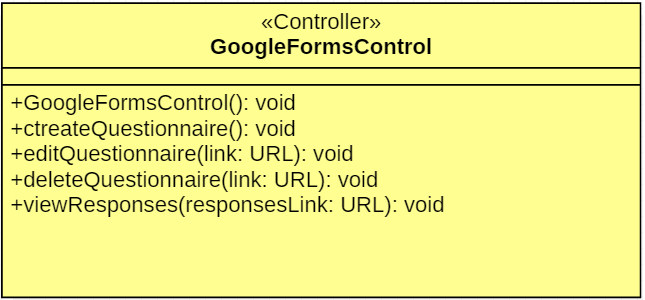 «Controller»
GoogleFormsControl
+GoogleFormsControl(): void
+ctreateQuestionnaire(): void
+editQuestionnaire(link: URL): void
+deleteQuestionnaire(link: URL): void
+viewResponses(responsesLink: URL): void